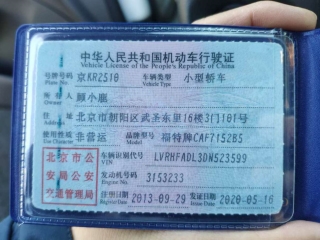 中华人民共和国机动车行驶证
Vehicle License of the People's Republic of China
号牌号码 京KR2510 车辆类型 小型轿车
Plate No. Vehicle Type
所有人 顾小雁
Owner
住址 北京市朝阳区武圣东里16楼3门101号
Address
使用性质 非营运 品牌型号 福特牌CAF7152B5
Use Character Model
北京市公安局公安交通管理局
车辆识别代号 LVRHFADL3DN523599
VIN
发动机号码 3153233
Engine No.
注册日期 2013-09-29 发证日期 2020-05-16
Register Date Issue Date